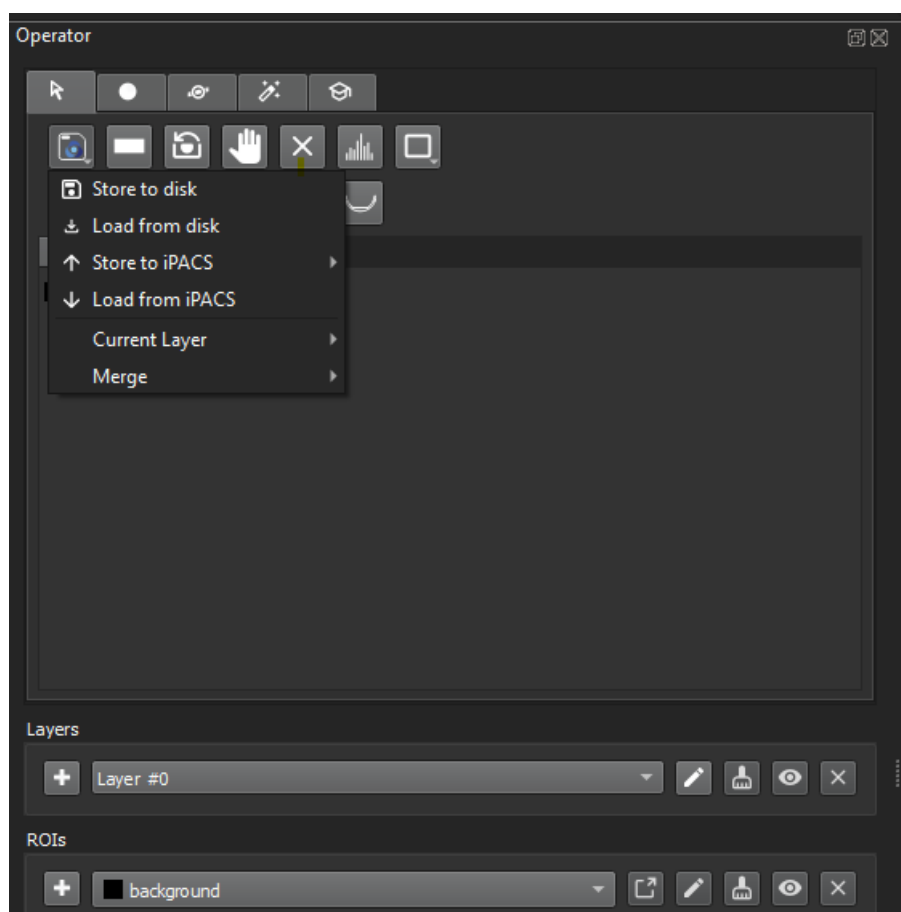 Operator
Store to disk
Load from disk
Store to iPACS
Load from iPACS
Current Layer
Merge
Layers
Layer #0
ROIs
background